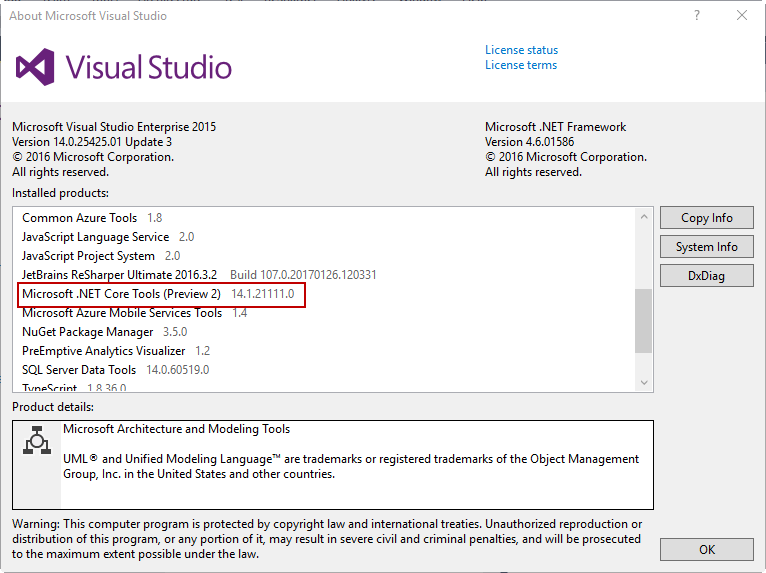 About Microsoft Visual Studio
?
Visual Studio
License status
License terms
Microsoft Visual Studio Enterprise 2015
Version 14.0.25425.01 Update 3
© 2016 Microsoft Corporation.
All rights reserved.
Microsoft .NET Framework
Version 4.6.01586
© 2016 Microsoft Corporation.
All rights reserved.
Installed products:
Common Azure Tools 1.8
JavaScript Language Service 2.0
JavaScript Project System 2.0
JetBrains ReSharper Ultimate 2016.3.2 Build 107.0.20170126.120331
Microsoft .NET Core Tools (Preview 2) 14.1.21111.0
Microsoft Azure Mobile Services Tools 1.4
NuGet Package Manager 3.5.0
PreEmptive Analytics Visualizer 1.2
SQL Server Data Tools 14.0.60519.0
TypeScript 1.8.36.0
Copy Info
System Info
DxDiag
Product details:
Microsoft Architecture and Modeling Tools
UML® and Unified Modeling Language™ are trademarks or registered trademarks of the Object Management
Group, Inc. in the United States and other countries.
Warning: This computer program is protected by copyright law and international treaties. Unauthorized reproduction or
distribution of this program, or any portion of it, may result in severe civil and criminal penalties, and will be prosecuted
to the maximum extent possible under the law.
OK